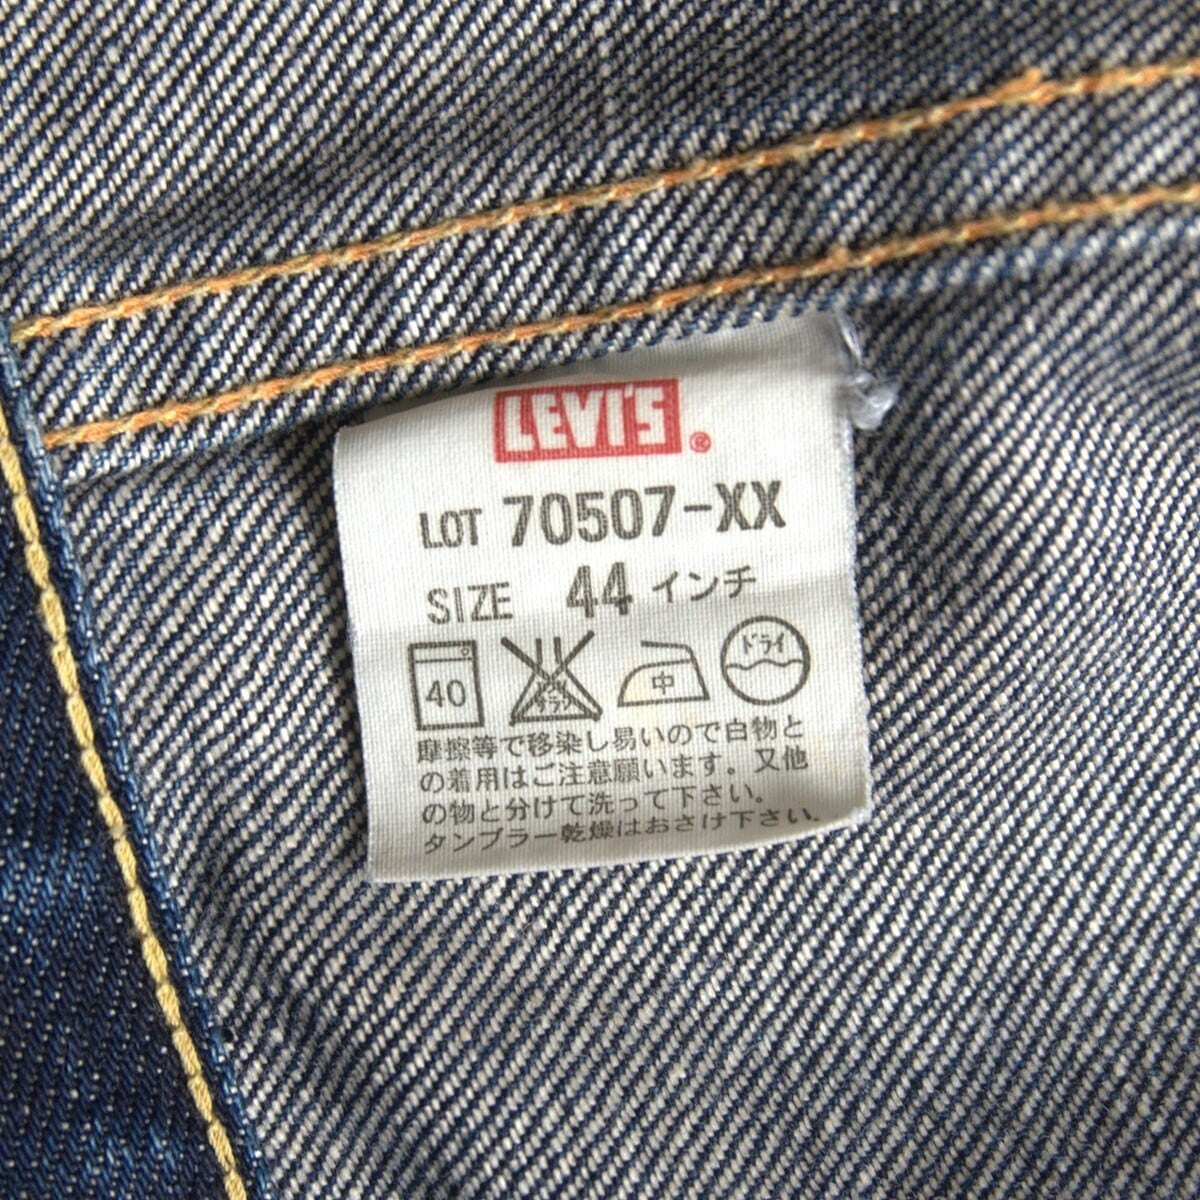 LEVI'S®
LOT 70507-XX
SIZE 44 インチ
40 中 ドライ
摩擦等で移染し易いので白物と
の着用はご注意願います。又他
の物と分けて洗って下さい。
タンブラー乾燥はおさけ下さい。